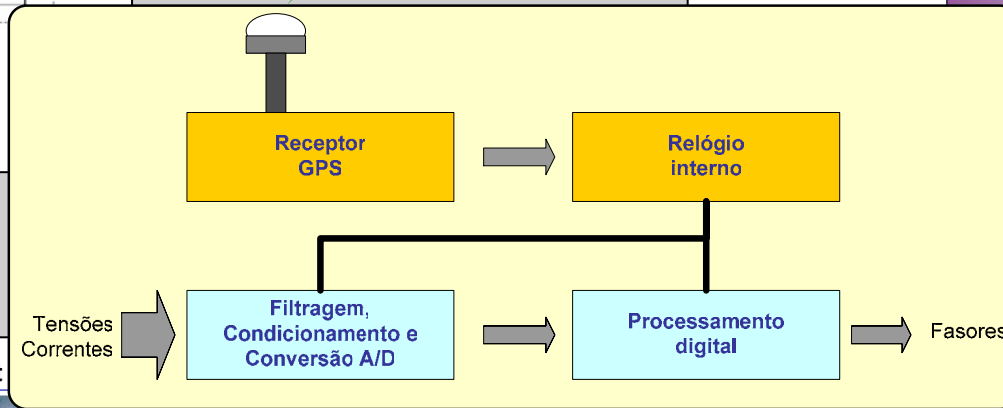 Receptor
GPS
Relógio
interno
Tensões
Correntes
Filtragem,
Condicionamento e
Conversão A/D
Processamento
digital
Fasores